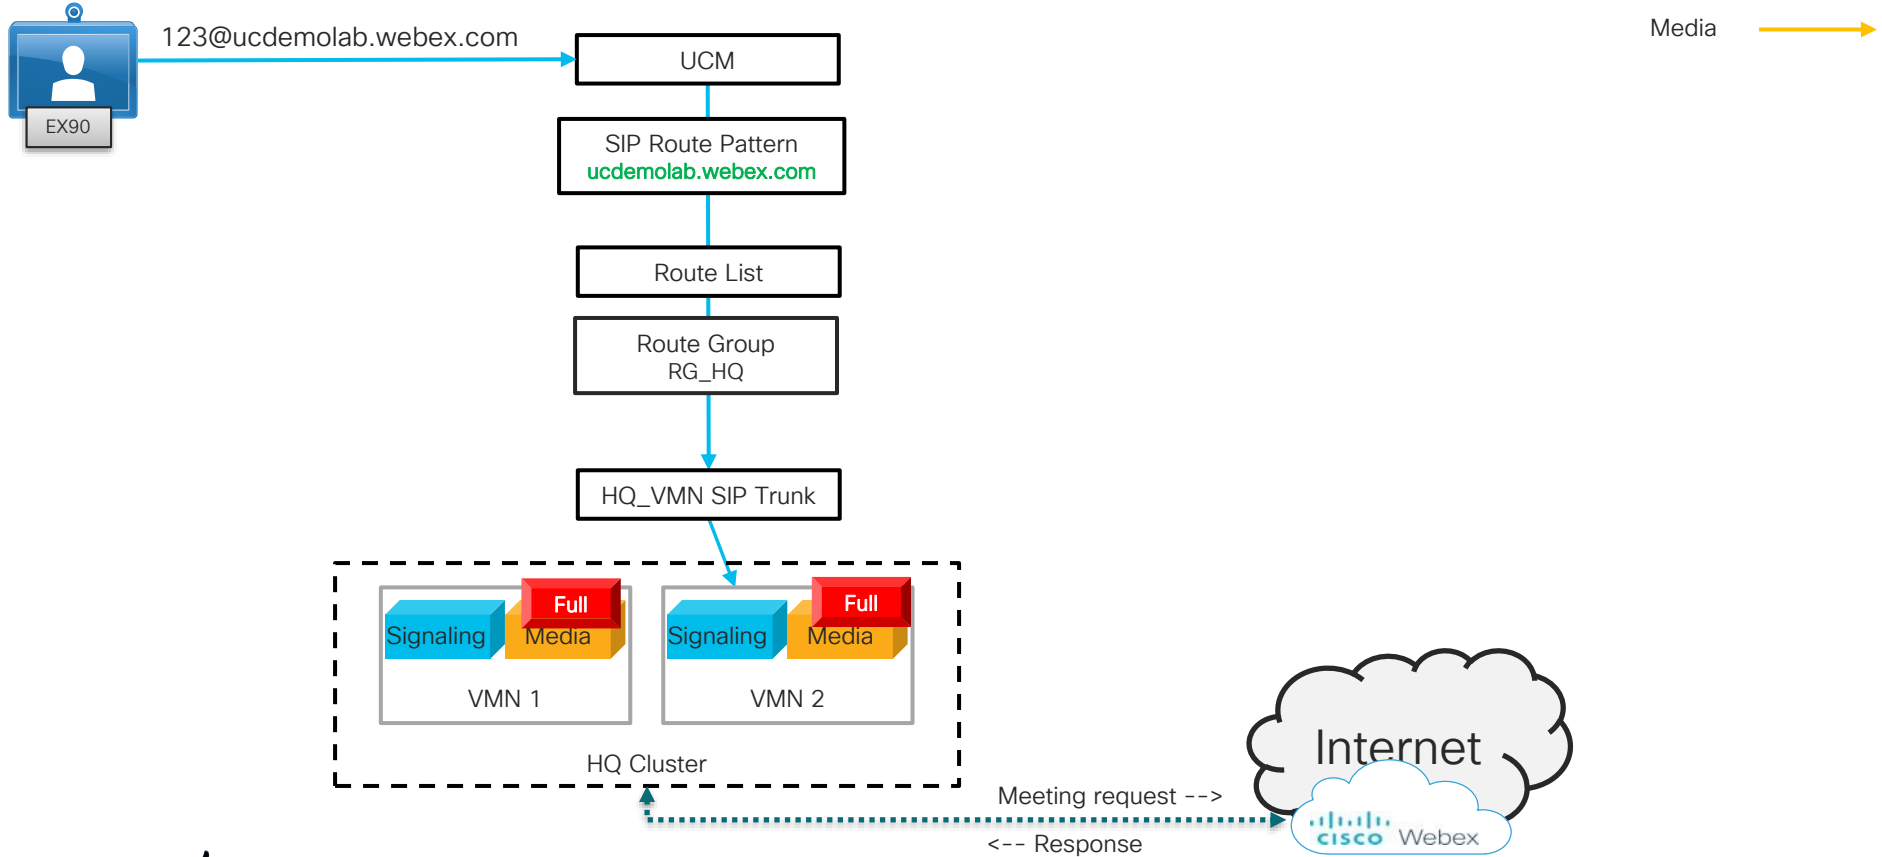 123@ucdemolab.webex.com
Media
EX90
UCM
SIP Route Pattern
ucdemolab.webex.com
Route List
Route Group
RG_HQ
HQ_VMN SIP Trunk
Full
Signaling
Media
VMN 1
Full
Signaling
Media
VMN 2
HQ Cluster
Meeting request -->
<-- Response
Internet
CISCO Webex